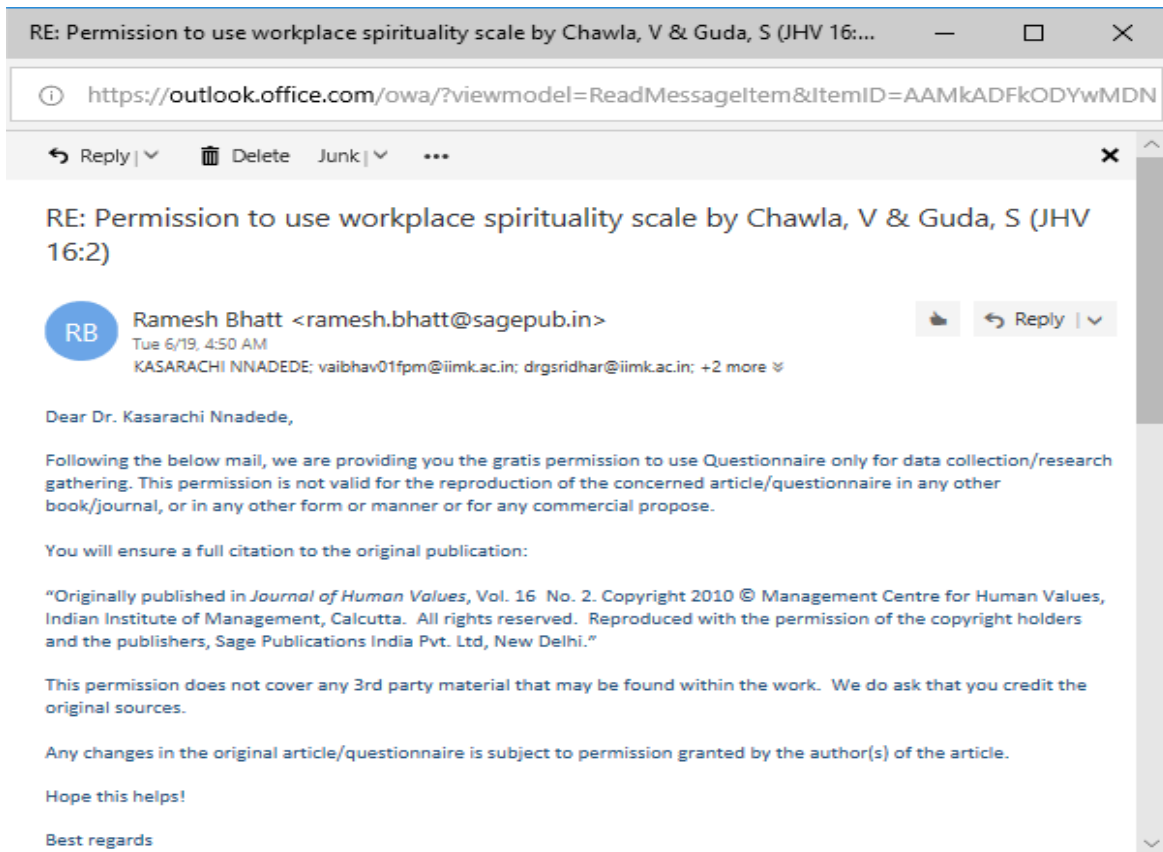 RE: Permission to use workplace spirituality scale by Chawla, V & Guda, S (JHV 16:...
https://outlook.office.com/owa/?viewmodel=ReadMessageItem&ItemID=AAMkADFkODYwMDN
Reply | Delete Junk | ...
RE: Permission to use workplace spirituality scale by Chawla, V & Guda, S (JHV
16:2)
RB
Ramesh Bhatt <ramesh.bhatt@sagepub.in>
Reply |
Tue 6/19, 4:50 AM
KASARACHI NNADEDE; vaibhav01fpm@iimk.ac.in; drgsridhar@iimk.ac.in; +2 more
Dear Dr. Kasarachi Nnadede,
Following the below mail, we are providing you the gratis permission to use Questionnaire only for data collection/research
gathering. This permission is not valid for the reproduction of the concerned article/questionnaire in any other
book/journal, or in any other form or manner or for any commercial propose.
You will ensure a full citation to the original publication:
“Originally published in Journal of Human Values, Vol. 16 No. 2. Copyright 2010 © Management Centre for Human Values,
Indian Institute of Management, Calcutta. All rights reserved. Reproduced with the permission of the copyright holders
and the publishers, Sage Publications India Pvt. Ltd, New Delhi.”
This permission does not cover any 3rd party material that may be found within the work. We do ask that you credit the
original sources.
Any changes in the original article/questionnaire is subject to permission granted by the author(s) of the article.
Hope this helps!
Best regards